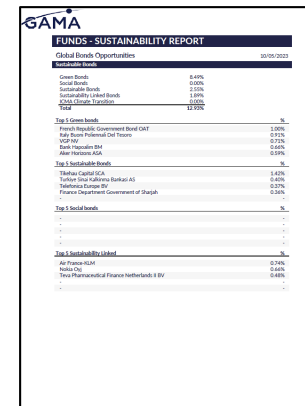 GAMA
FUNDS - SUSTAINABILITY REPORT
Global Bonds Opportunities 10/05/2023
Sustainable Bonds
Green Bonds 8.49%
Social Bonds 0.00%
Sustainable Bonds 2.55%
Sustainability Linked Bonds 1.89%
ICMA Climate Transition 0.00%
Total 12.93%
Top 5 Green bonds %
French Republic Government Bond OAT 1.00%
Italy Buoni Poliennali Del Tesoro 0.91%
VGP NV 0.71%
Bank Hapoalim BM 0.66%
Aker Horizons ASA 0.59%
Top 5 Sustainable Bonds %
Tikehau Capital SCA 1.42%
Turkiye Sinai Kalkinma Bankasi AS 0.40%
Telefonica Europe BV 0.37%
Finance Department Government of Sharjah 0.36%
- -
Top 5 Social bonds %
- -
- -
- -
- -
- -
Top 5 Sustainability Linked %
Air France-KLM 0.74%
Nokia Oyj 0.66%
Teva Pharmaceutical Finance Netherlands II BV 0.48%
- -
- -